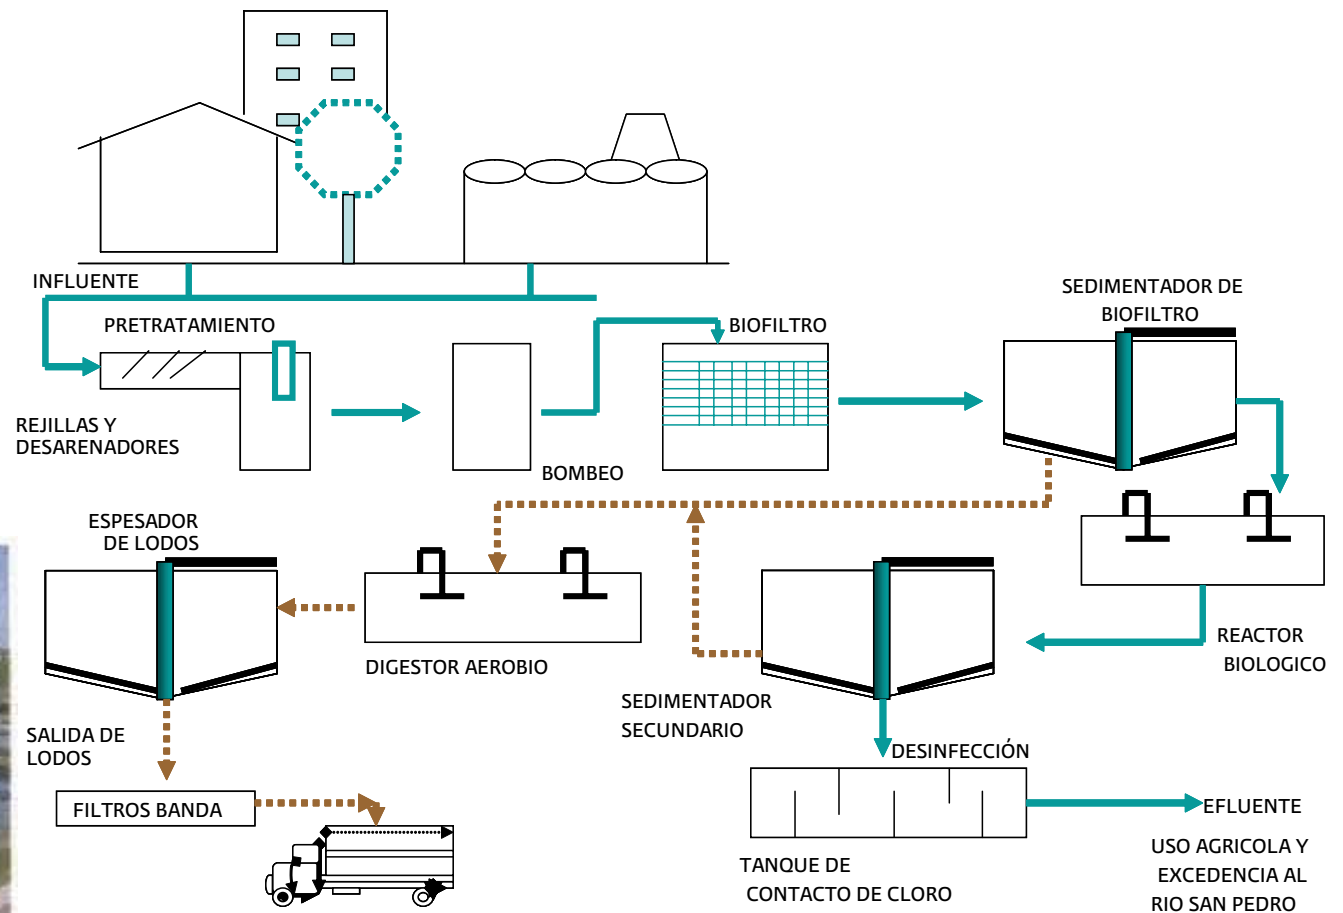 INFLUENTE
PRETRATAMIENTO
REJILLAS Y
DESARENADORES
BOMBEO
BIOFILTRO
SEDIMENTADOR DE
BIOFILTRO
REACTOR
BIOLOGICO
ESPESADOR
DE LODOS
DIGESTOR AEROBIO
SEDIMENTADOR
SECUNDARIO
SALIDA DE
LODOS
FILTROS BANDA
DESINFECCIÓN
TANQUE DE
CONTACTO DE CLORO
EFLUENTE
USO AGRICOLA Y
EXCEDENCIA AL
RIO SAN PEDRO